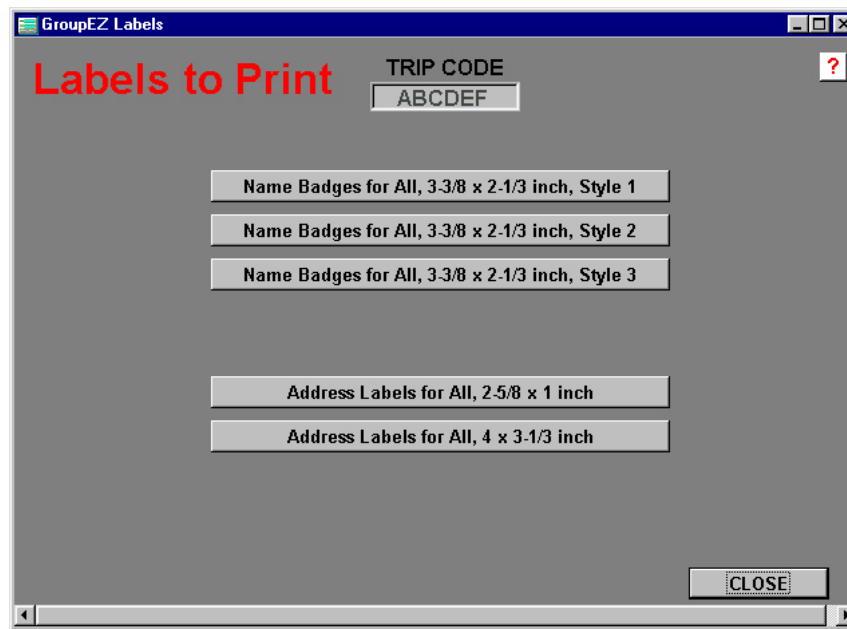 GroupEZ Labels
Labels to Print
TRIP CODE
?
ABCDEF
Name Badges for All, 3-3/8 x 2-1/3 inch, Style 1
Name Badges for All, 3-3/8 x 2-1/3 inch, Style 2
Name Badges for All, 3-3/8 x 2-1/3 inch, Style 3
Address Labels for All, 2-5/8 x 1 inch
Address Labels for All, 4 x 3-1/3 inch
CLOSE